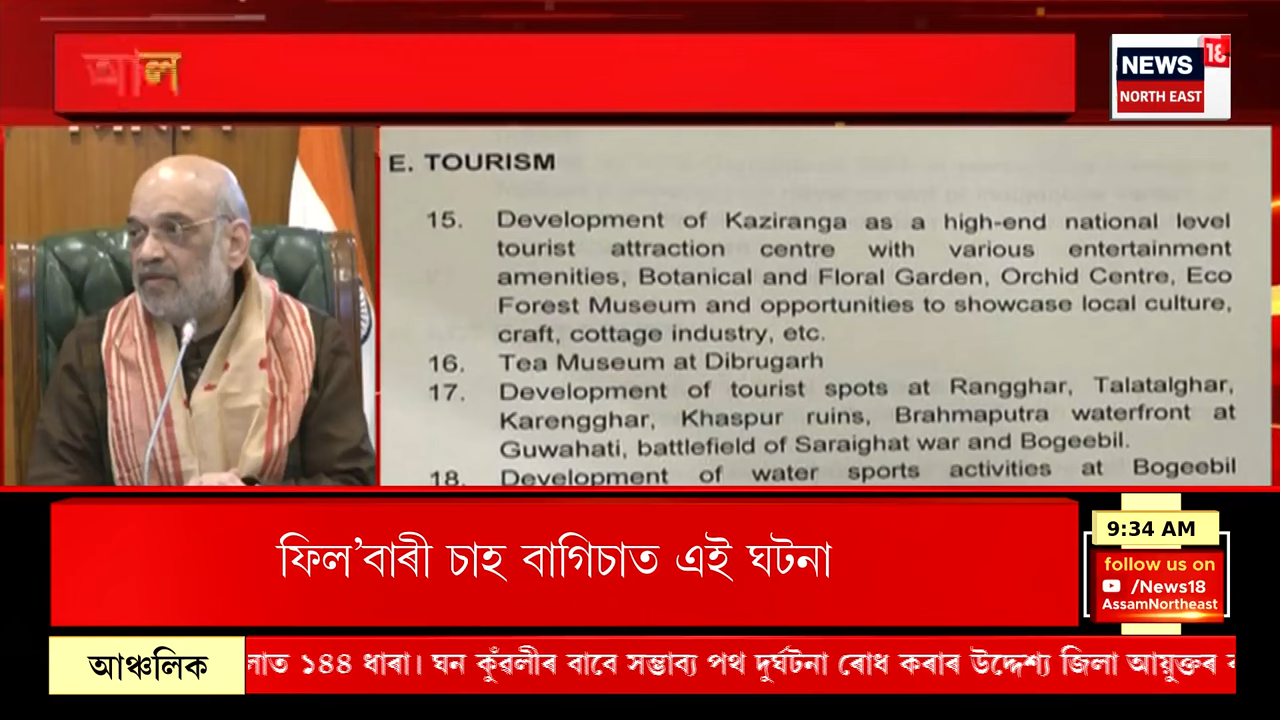 আল
NEWS 18
NORTH EAST
E. TOURISM
15. Development of Kaziranga as a high-end national level
tourist attraction centre with various entertainment
amenities, Botanical and Floral Garden, Orchid Centre, Eco
Forest Museum and opportunities to showcase local culture,
craft, cottage industry, etc.
16. Tea Museum at Dibrugarh
17. Development of tourist spots at Rangghar, Talatalghar,
Karengghar, Khaspur ruins, Brahmaputra waterfront at
Guwahati, battlefield of Saraighat war and Bogeebil.
18. Development of water sports activities at Bogeebil
ফিল'বাৰী চাহ বাগিচাত এই ঘটনা
9:34 AM
follow us on
/News18
AssamNortheast
আঞ্চলিক
লাত ১৪৪ ধাৰা। ঘন কুঁৱলীৰ বাবে সম্ভাব্য পথ দুৰ্ঘটনা ৰোধ কৰাৰ উদ্দেশ্য জিলা আয়ুক্তৰ